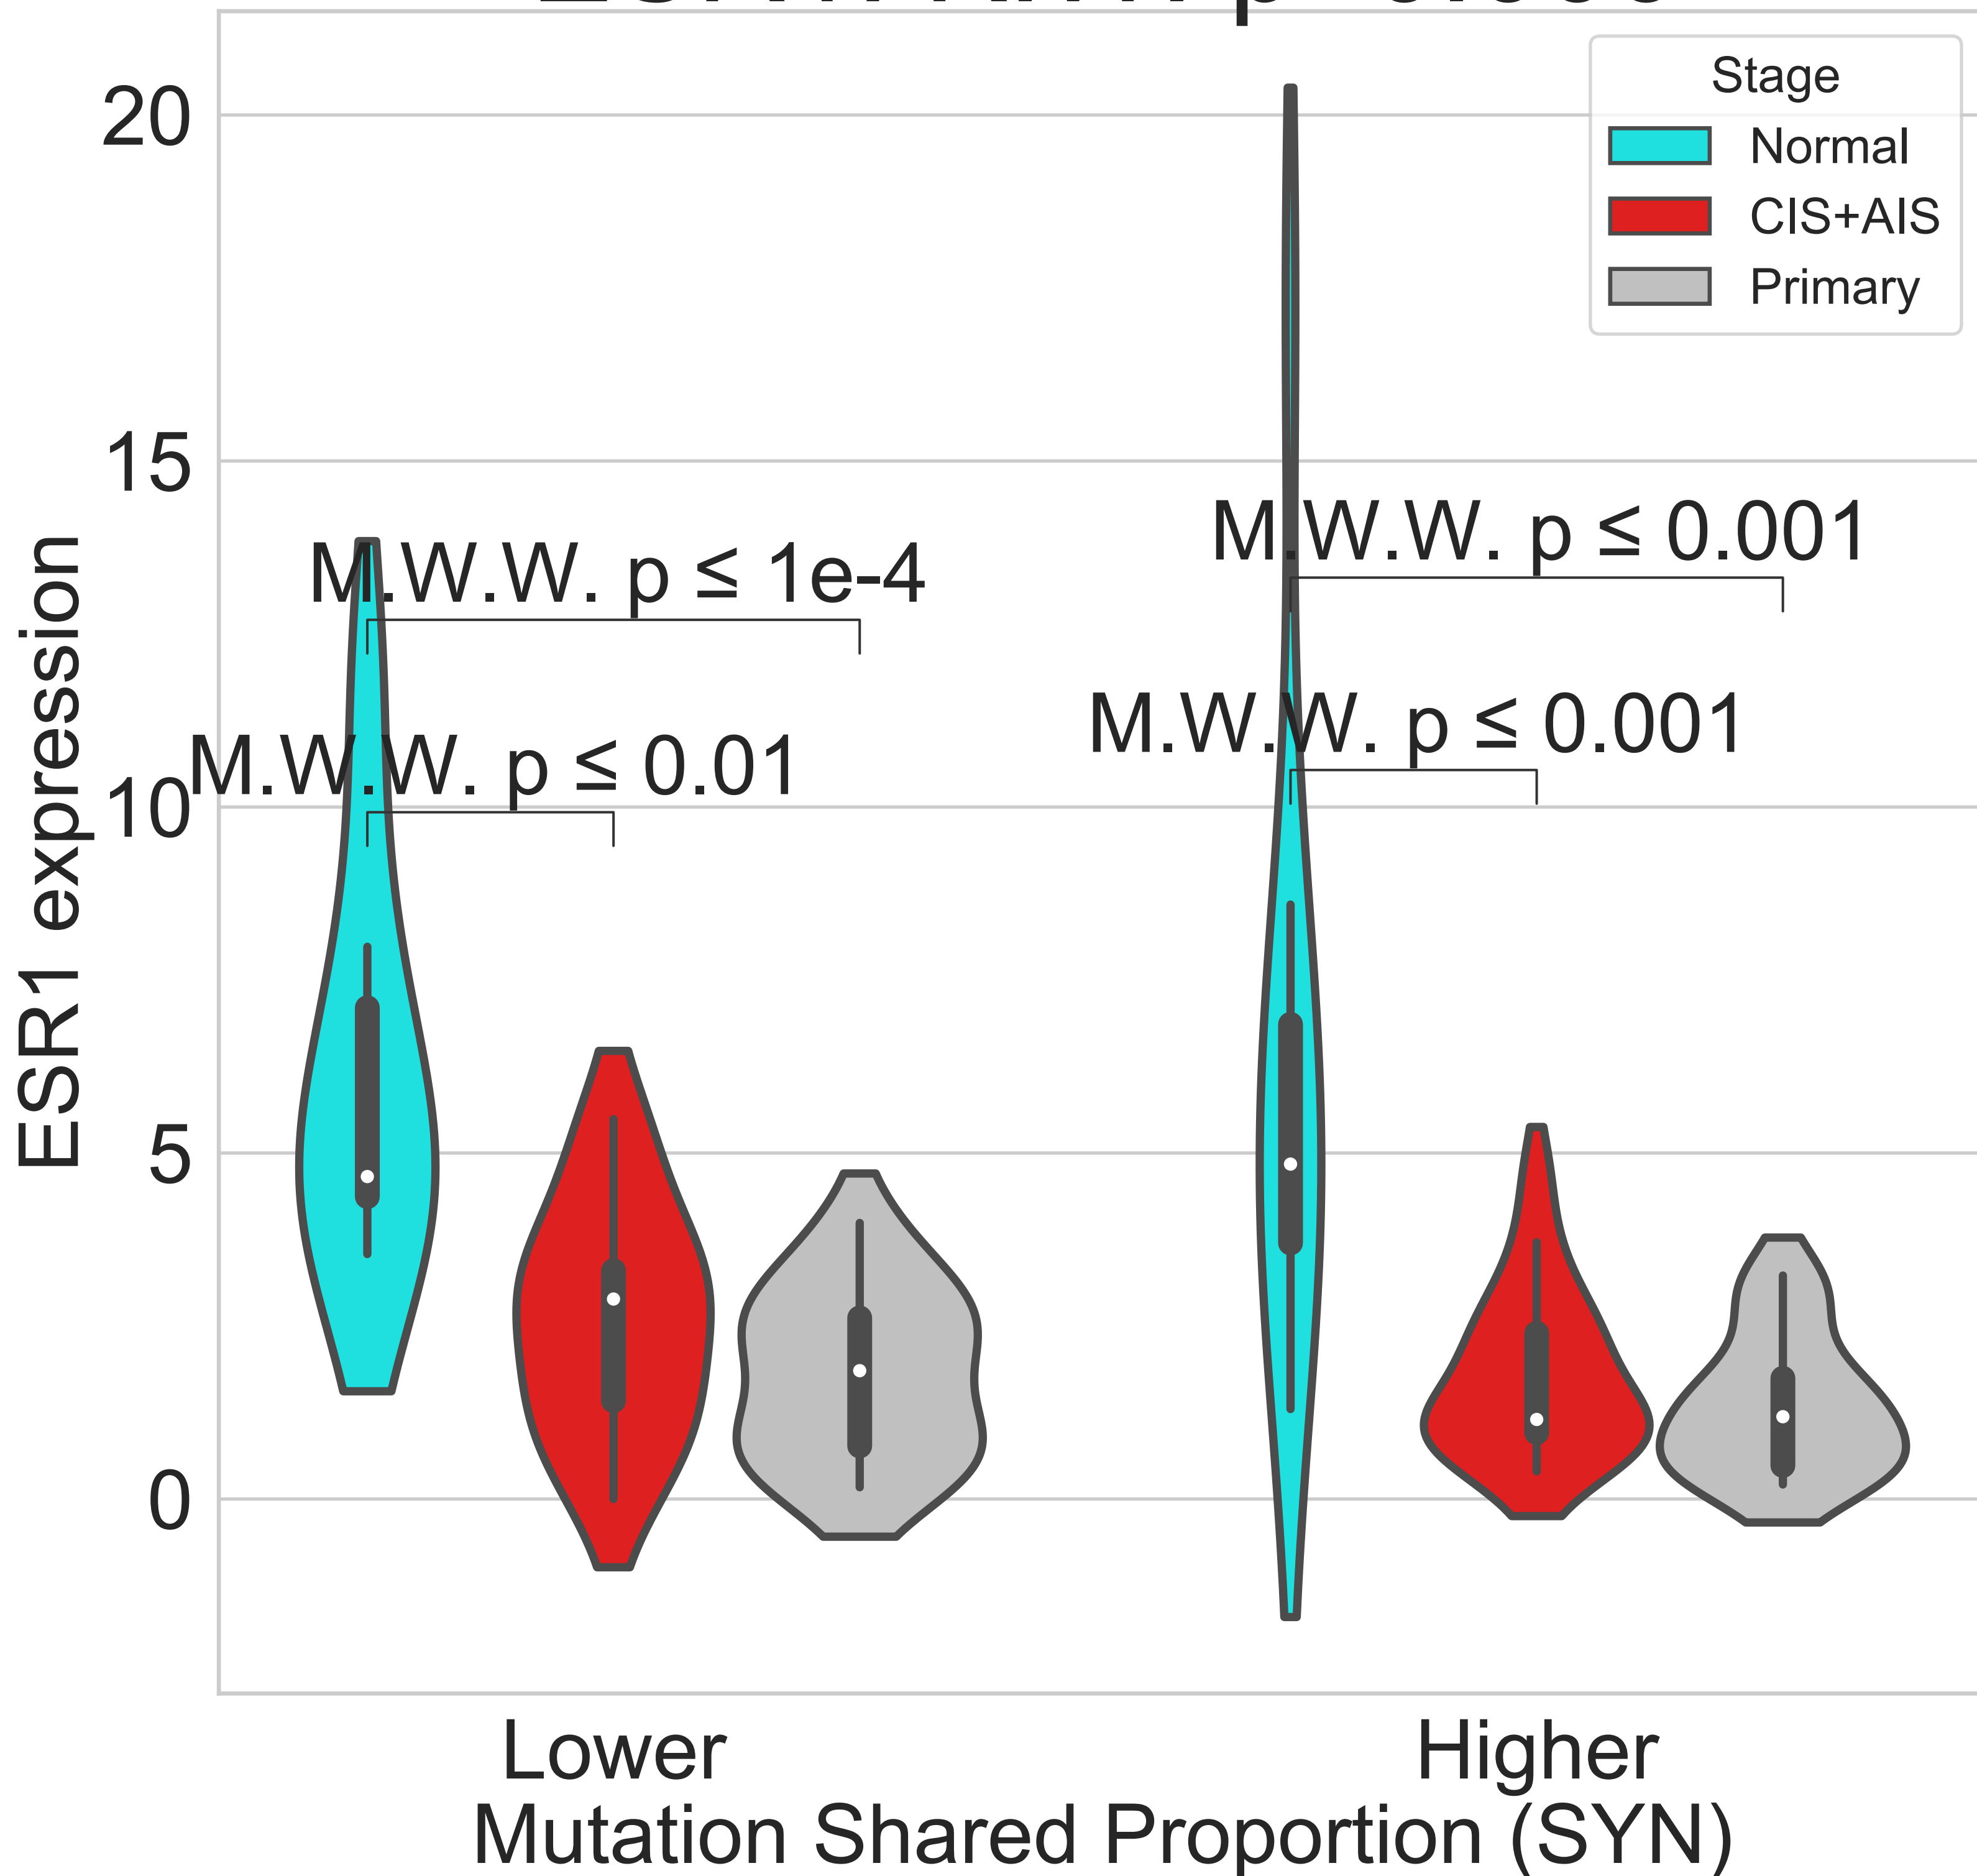 Stage
Normal
CIS+AIS
Primary
20
15
10
5
0
ESR1 expression
M.W.W. p ≤ 1e-4
M.W.W. p ≤ 0.01
M.W.W. p ≤ 0.001
M.W.W. p ≤ 0.001
Lower
Higher
Mutation Shared Proportion (SYN)